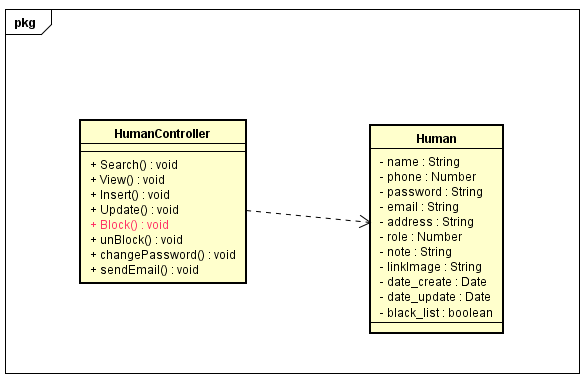 pkg
HumanController
+ Search() : void
+ View() : void
+ Insert() : void
+ Update() : void
+ Block() : void
+ unBlock() : void
+ changePassword() : void
+ sendEmail() : void
Human
- name : String
- phone : Number
- password : String
- email : String
- address : String
- role : Number
- note : String
- linkImage : String
- date_create : Date
- date_update : Date
- black_list : boolean